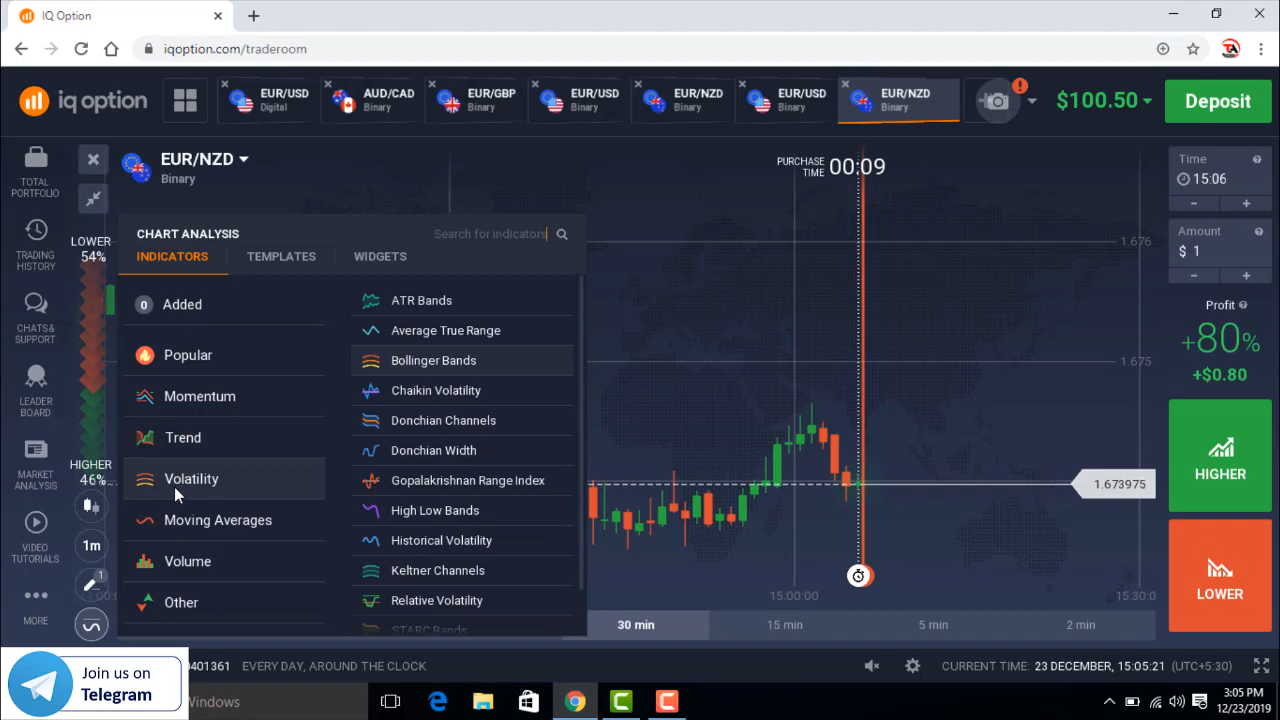 IQ Option
iqoption.com/traderoom
iq option
EUR/USD
Digital
AUD/CAD
Binary
EUR/GBP
Binary
EUR/USD
Binary
EUR/NZD
Binary
EUR/USD
Binary
EUR/NZD
Binary
$100.50
Deposit
TOTAL
PORTFOLIO
TRADING
HISTORY
CHATS &
SUPPORT
LEADER
BOARD
MARKET
ANALYSIS
VIDEO
TUTORIALS
MORE
LOWER
54%
HIGHER
46%
1m
1
EUR/NZD
Binary
PURCHASE
TIME
00:09
CHART ANALYSIS
Search for indicators
INDICATORS
TEMPLATES
WIDGETS
0 Added
Popular
Momentum
Trend
Volatility
Moving Averages
Volume
Other
ATR Bands
Average True Range
Bollinger Bands
Chaikin Volatility
Donchian Channels
Donchian Width
Gopalakrishnan Range Index
High Low Bands
Historical Volatility
Keltner Channels
Relative Volatility
STARC Bands
1.676
1.675
1.673975
15:00:00
15:30:0
30 min
15 min
5 min
2 min
Time
15:06
Amount
$ 1
Profit
+80%
+$0.80
HIGHER
LOWER
0401361
EVERY DAY, AROUND THE CLOCK
CURRENT TIME: 23 DECEMBER, 15:05:21 (UTC+5:30)
Join us on
Telegram
Windows
3:05 PM
12/23/2019